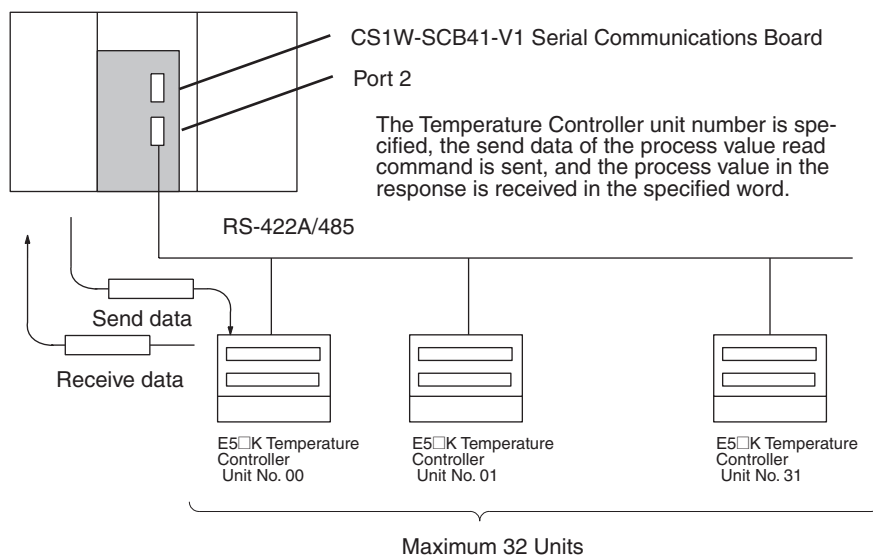 CS1W-SCB41-V1 Serial Communications Board
Port 2
The Temperature Controller unit number is spe-
cified, the send data of the process value read
command is sent, and the process value in the
response is received in the specified word.
RS-422A/485
Send data
Receive data
E5□K Temperature
Controller
Unit No. 00
E5□K Temperature
Controller
Unit No. 01
E5□K Temperature
Controller
Unit No. 31
Maximum 32 Units